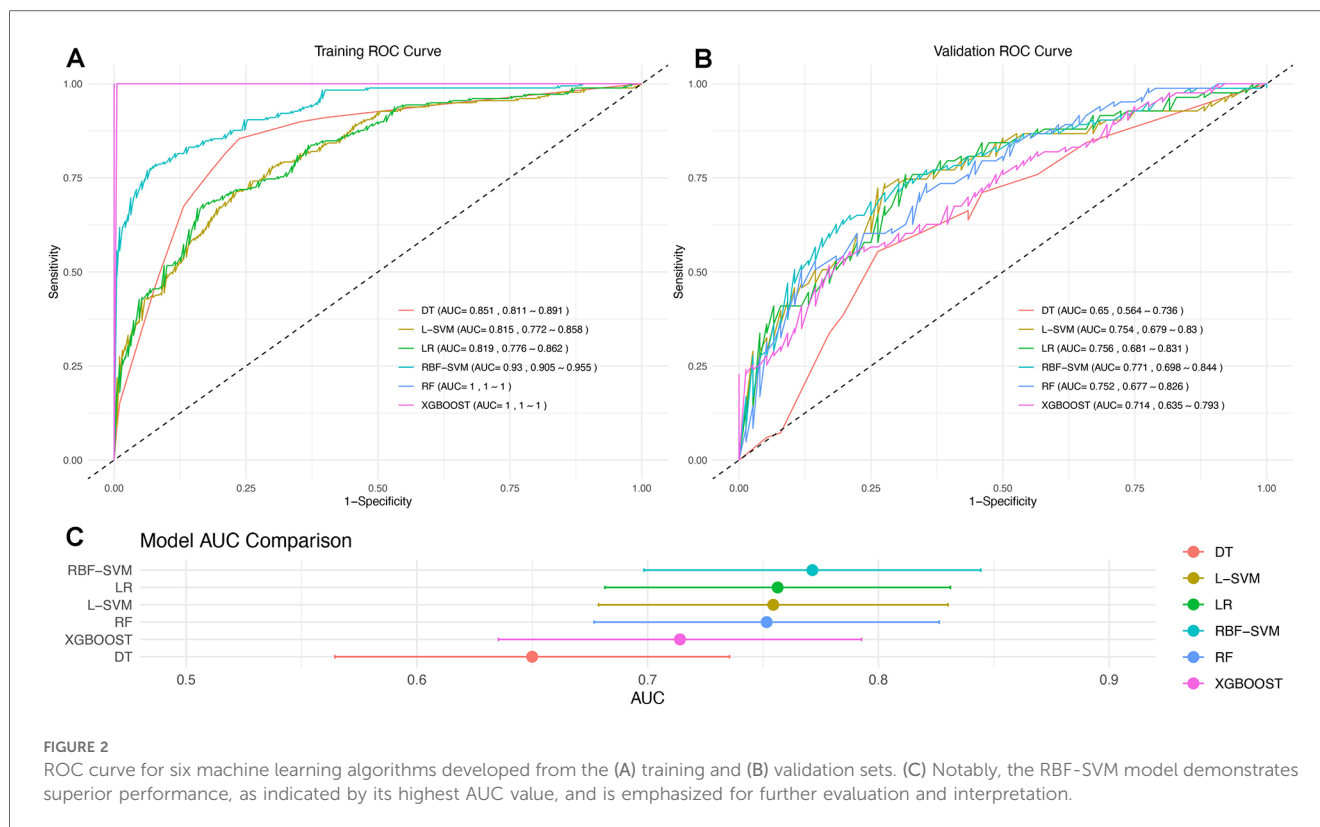 A
Training ROC Curve
1.00
0.75
0.50
0.25
0.00
Sensitivity
DT (AUC= 0.851 , 0.811 ~ 0.891 )
L−SVM (AUC= 0.815 , 0.772 ~ 0.858 )
LR (AUC= 0.819 , 0.776 ~ 0.862 )
RBF−SVM (AUC= 0.93 , 0.905 ~ 0.955 )
RF (AUC= 1 , 1 ~ 1 )
XGBOOST (AUC= 1 , 1 ~ 1 )
0.00 0.25 0.50 0.75 1.00
1−Specificity
B
Validation ROC Curve
1.00
0.75
0.50
0.25
0.00
Sensitivity
DT (AUC= 0.65 , 0.564 ~ 0.736 )
L−SVM (AUC= 0.754 , 0.679 ~ 0.83 )
LR (AUC= 0.756 , 0.681 ~ 0.831 )
RBF−SVM (AUC= 0.771 , 0.698 ~ 0.844 )
RF (AUC= 0.752 , 0.677 ~ 0.826 )
XGBOOST (AUC= 0.714 , 0.635 ~ 0.793 )
0.00 0.25 0.50 0.75 1.00
1−Specificity
C
Model AUC Comparison
RBF−SVM
LR
L−SVM
RF
XGBOOST
DT
0.5 0.6 0.7 0.8 0.9
AUC
DT
L−SVM
LR
RBF−SVM
RF
XGBOOST
FIGURE 2
ROC curve for six machine learning algorithms developed from the (A) training and (B) validation sets. (C) Notably, the RBF-SVM model demonstrates
superior performance, as indicated by its highest AUC value, and is emphasized for further evaluation and interpretation.